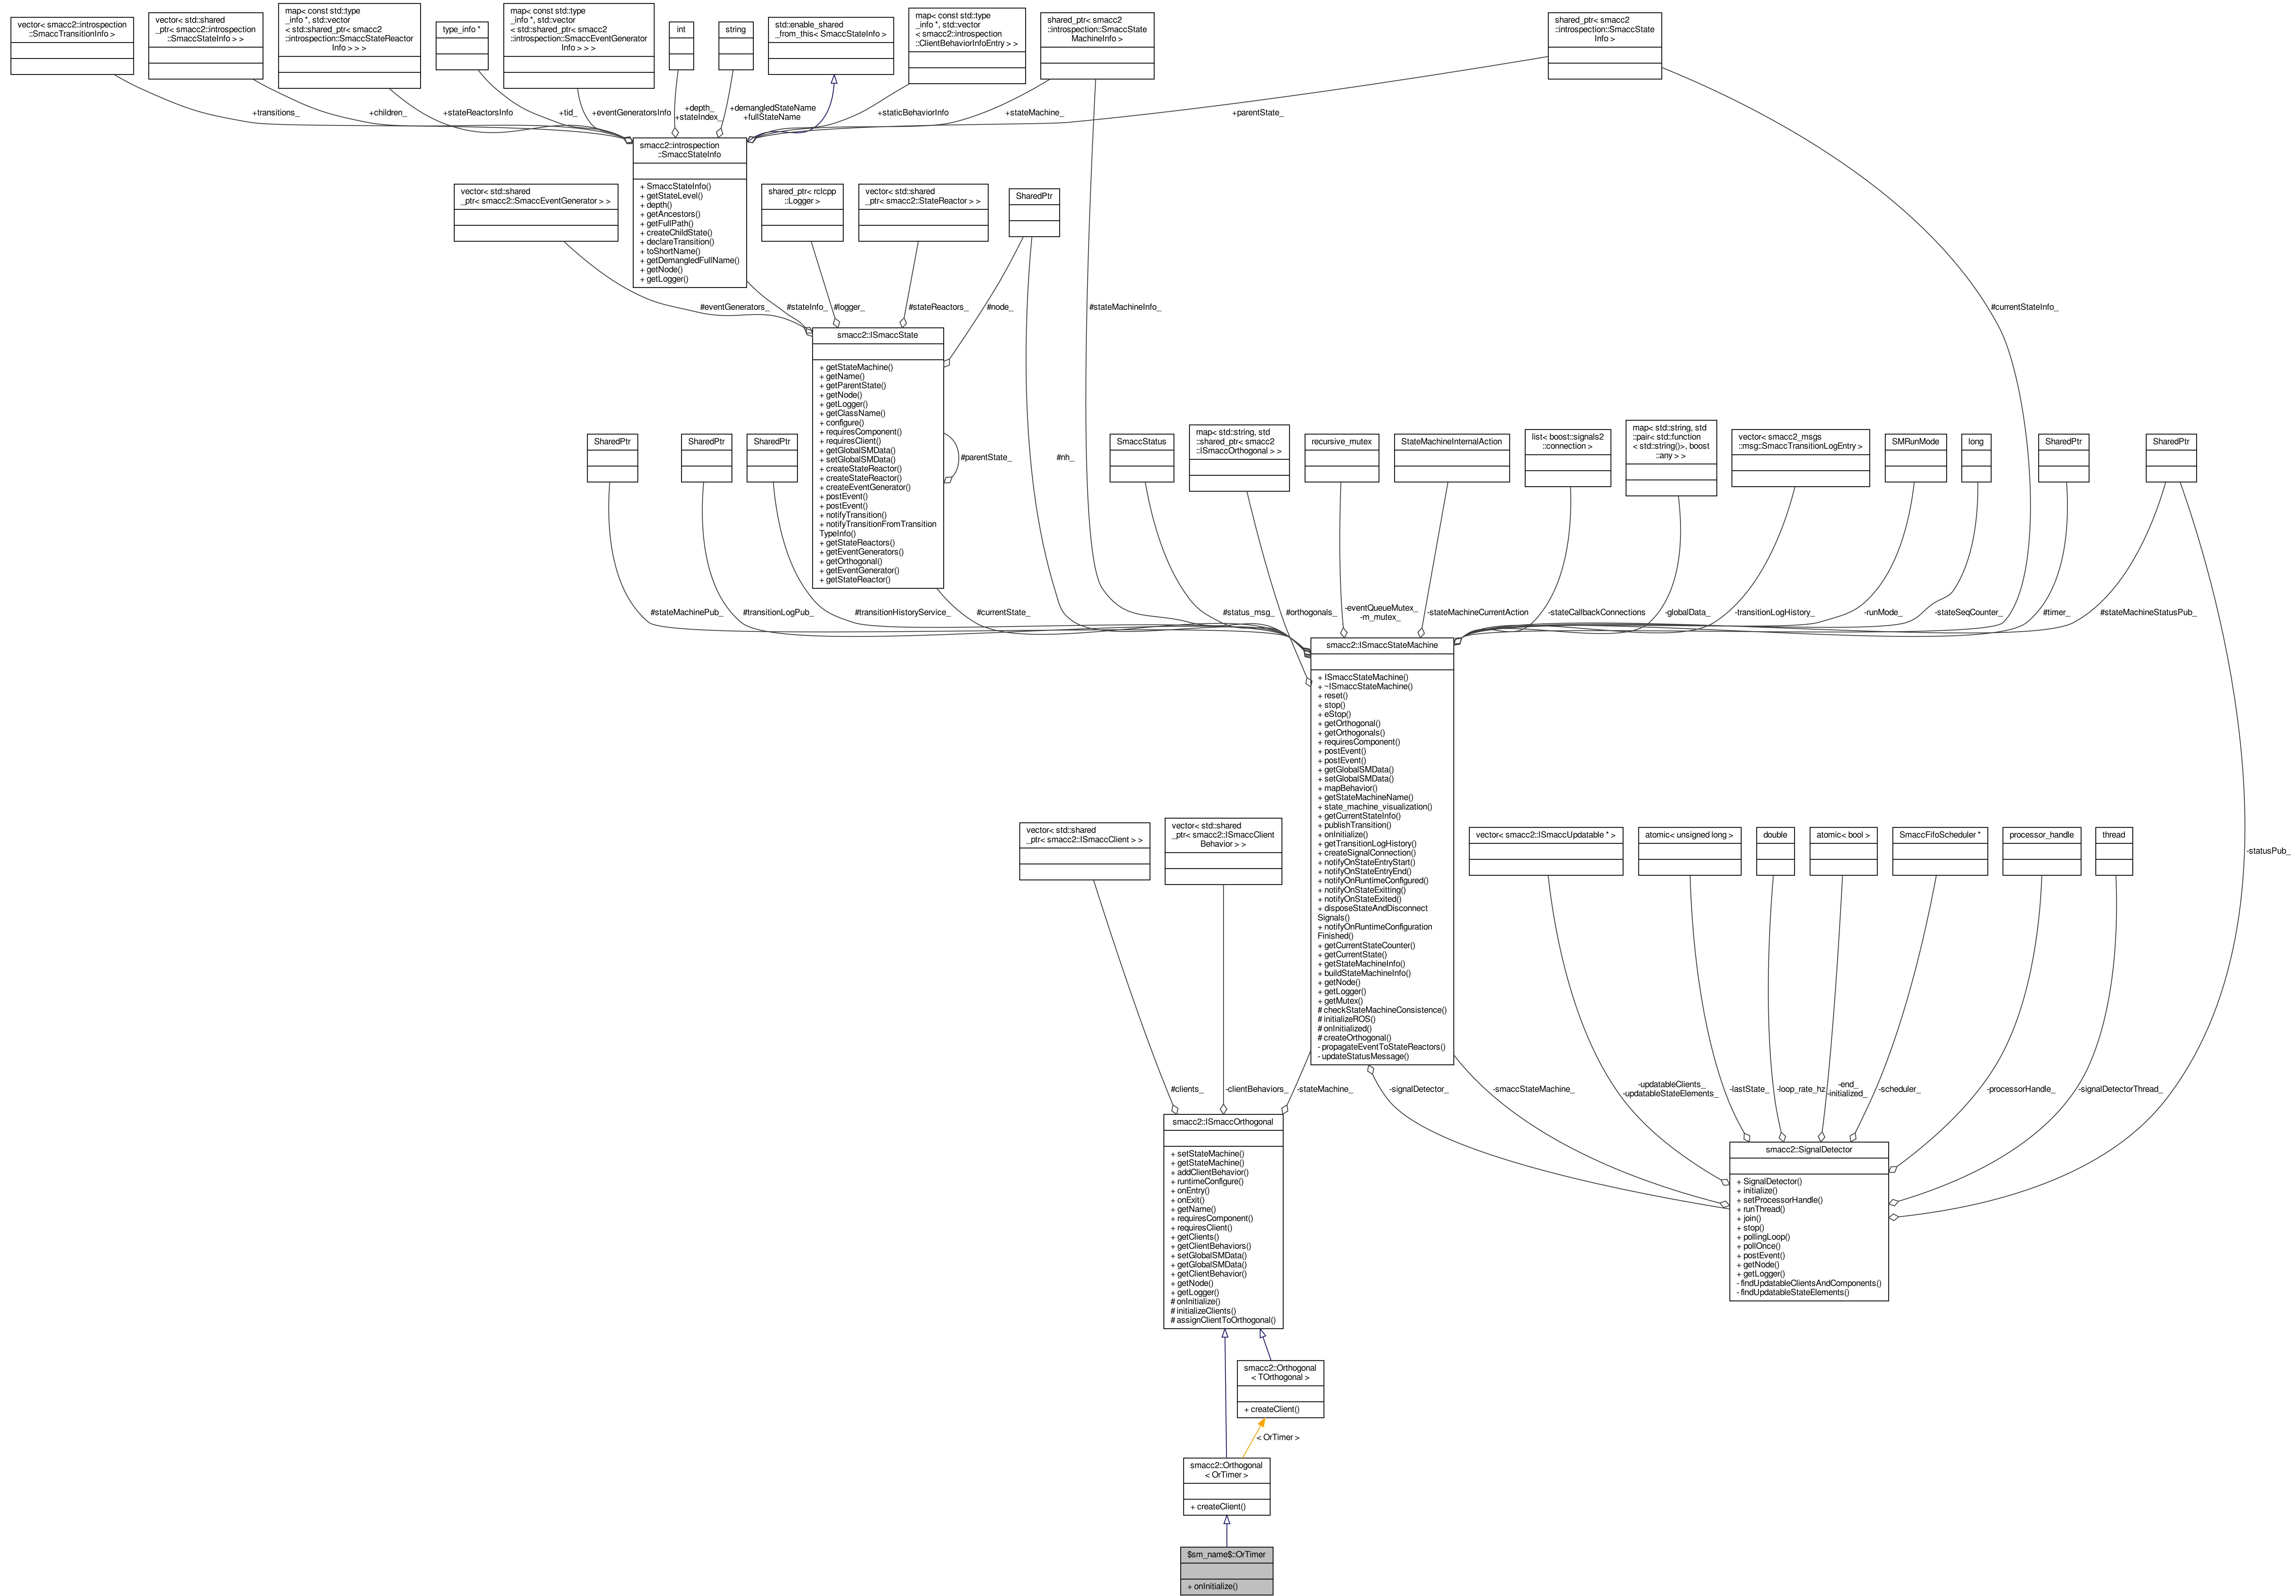 vector< smacc2::introspection
::SmaccTransitionInfo >
vector< std::shared
_ptr< smacc2::introspection
::SmaccStateInfo > >
map< const std::type
_info *, std::vector
< std::shared_ptr< smacc2
::introspection::SmaccStateReactor
Info > > >
type_info *
map< const std::type
_info *, std::vector
< std::shared_ptr< smacc2
::introspection::SmaccEventGenerator
Info > > >
int
string
std::enable_shared
_from_this< SmaccStateInfo >
map< const std::type
_info *, std::vector
< smacc2::introspection
::ClientBehaviorInfoEntry > >
shared_ptr< smacc2
::introspection::SmaccState
MachineInfo >
shared_ptr< smacc2
::introspection::SmaccState
Info >
+transitions_
+children_
+stateReactorsInfo
+tid_
+eventGeneratorsInfo
+depth_
+stateIndex_
+demangledStateName
+fullStateName
+staticBehaviorInfo
+stateMachine_
+parentState_
smacc2::introspection
::SmaccStateInfo
+ SmaccStateInfo()
+ getStateLevel()
+ depth()
+ getAncestors()
+ getFullPath()
+ createChildState()
+ declareTransition()
+ toShortName()
+ getDemangledFullName()
+ getNode()
+ getLogger()
vector< std::shared
_ptr< smacc2::SmaccEventGenerator > >
shared_ptr< rclcpp
::Logger >
vector< std::shared
_ptr< smacc2::StateReactor > >
SharedPtr
#eventGenerators_
#stateInfo_
#logger_
#stateReactors_
#node_
#stateMachineInfo_
#currentStateInfo_
smacc2::ISmaccState
+ getStateMachine()
+ getName()
+ getParentState()
+ getNode()
+ getLogger()
+ getClassName()
+ configure()
+ requiresComponent()
+ requiresClient()
+ getGlobalSMData()
+ setGlobalSMData()
+ createStateReactor()
+ createStateReactor()
+ createEventGenerator()
+ postEvent()
+ postEvent()
+ notifyTransition()
+ notifyTransitionFromTransition
TypeInfo()
+ getStateReactors()
+ getEventGenerators()
+ getOrthogonal()
+ getEventGenerator()
+ getStateReactor()
#parentState_
#nh_
SharedPtr
SharedPtr
SharedPtr
SmaccStatus
map< std::string, std
::shared_ptr< smacc2
::ISmaccOrthogonal > >
recursive_mutex
StateMachineInternalAction
list< boost::signals2
::connection >
map< std::string, std
::pair< std::function
< std::string()>, boost
::any > >
vector< smacc2_msgs
::msg::SmaccTransitionLogEntry >
SMRunMode
long
SharedPtr
SharedPtr
#stateMachinePub_
#transitionLogPub_
#transitionHistoryService_
#currentState_
#status_msg_
#orthogonals_
-eventQueueMutex_
-m_mutex_
-stateMachineCurrentAction
-stateCallbackConnections
-globalData_
-transitionLogHistory_
-runMode_
-stateSeqCounter_
#timer_
#stateMachineStatusPub_
smacc2::ISmaccStateMachine
+ ISmaccStateMachine()
+ ~ISmaccStateMachine()
+ reset()
+ stop()
+ eStop()
+ getOrthogonal()
+ getOrthogonals()
+ requiresComponent()
+ postEvent()
+ postEvent()
+ getGlobalSMData()
+ setGlobalSMData()
+ mapBehavior()
+ getStateMachineName()
+ state_machine_visualization()
+ getCurrentStateInfo()
+ publishTransition()
+ onInitialize()
+ getTransitionLogHistory()
+ createSignalConnection()
+ notifyOnStateEntryStart()
+ notifyOnStateEntryEnd()
+ notifyOnRuntimeConfigured()
+ notifyOnStateExitting()
+ notifyOnStateExited()
+ disposeStateAndDisconnect
Signals()
+ notifyOnRuntimeConfiguration
Finished()
+ getCurrentStateCounter()
+ getCurrentState()
+ getStateMachineInfo()
+ buildStateMachineInfo()
+ getNode()
+ getLogger()
+ getMutex()
# checkStateMachineConsistence()
# initializeROS()
# onInitialized()
# createOrthogonal()
- propagateEventToStateReactors()
- updateStatusMessage()
vector< std::shared
_ptr< smacc2::ISmaccClient > >
vector< std::shared
_ptr< smacc2::ISmaccClient
Behavior > >
vector< smacc2::ISmaccUpdatable * >
atomic< unsigned long >
double
atomic< bool >
SmaccFifoScheduler *
processor_handle
thread
-statusPub_
#clients_
-clientBehaviors_
-stateMachine_
-signalDetector_
-smaccStateMachine_
-updatableClients_
-updatableStateElements_
-lastState_
-loop_rate_hz
-end_
-initialized_
-scheduler_
-processorHandle_
-signalDetectorThread_
smacc2::ISmaccOrthogonal
+ setStateMachine()
+ getStateMachine()
+ addClientBehavior()
+ runtimeConfigure()
+ onEntry()
+ onExit()
+ getName()
+ requiresComponent()
+ requiresClient()
+ getClients()
+ getClientBehaviors()
+ setGlobalSMData()
+ getGlobalSMData()
+ getClientBehavior()
+ getNode()
+ getLogger()
# onInitialize()
# initializeClients()
# assignClientToOrthogonal()
smacc2::SignalDetector
+ SignalDetector()
+ initialize()
+ setProcessorHandle()
+ runThread()
+ join()
+ stop()
+ pollingLoop()
+ pollOnce()
+ postEvent()
+ getNode()
+ getLogger()
- findUpdatableClientsAndComponents()
- findUpdatableStateElements()
smacc2::Orthogonal
< TOrthogonal >
+ createClient()
< OrTimer >
smacc2::Orthogonal
< OrTimer >
+ createClient()
$sm_name$::OrTimer
+ onInitialize()